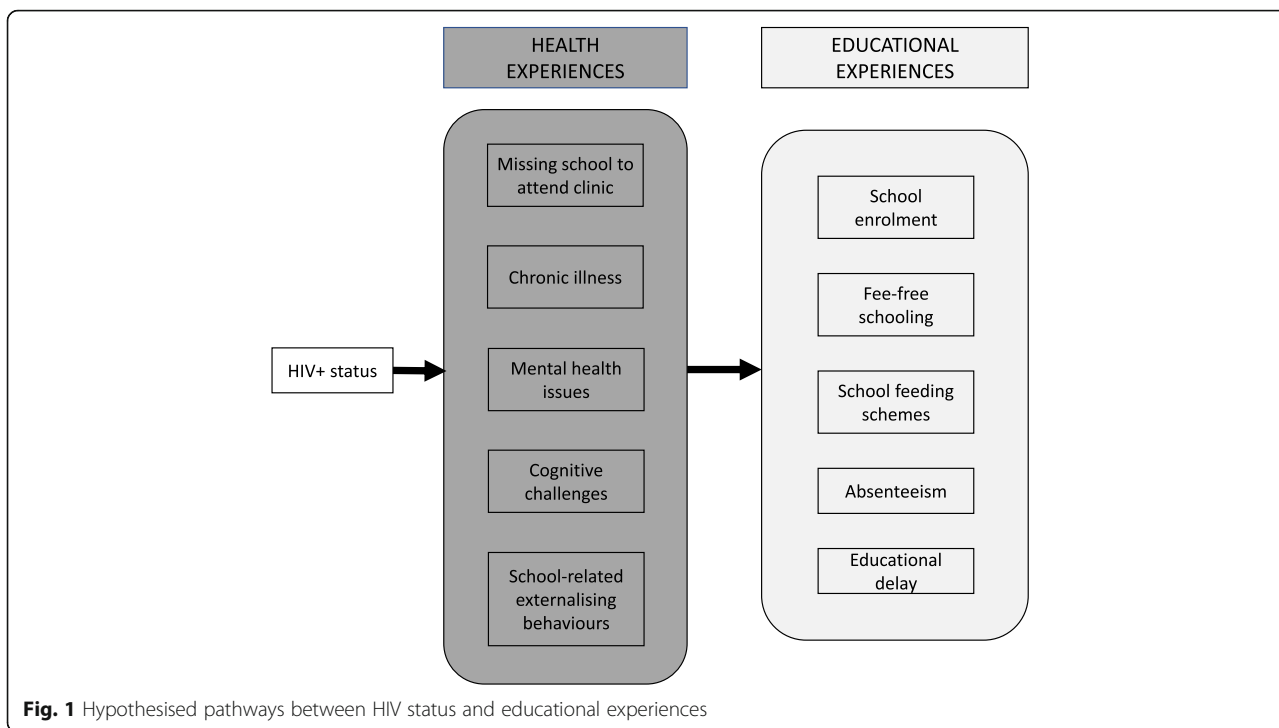 HEALTH
EXPERIENCES
EDUCATIONAL
EXPERIENCES
HIV+ status
Missing school to
attend clinic
Chronic illness
Mental health
issues
Cognitive
challenges
School-related
externalising
behaviours
School
enrolment
Fee-free
schooling
School feeding
schemes
Absenteeism
Educational
delay
Fig. 1 Hypothesised pathways between HIV status and educational experiences